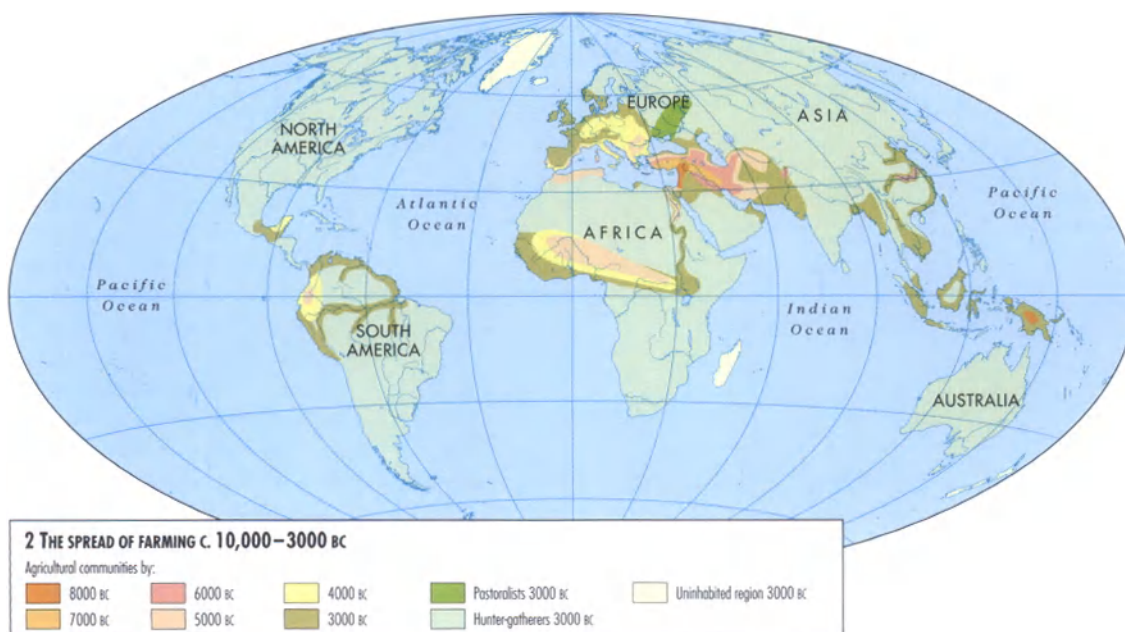 NORTH
AMERICA
EUROPE
ASIA
Atlantic
Ocean
Pacific
Ocean
AFRICA
Pacific
Ocean
Indian
Ocean
SOUTH
AMERICA
AUSTRALIA
2 THE SPREAD OF FARMING C. 10,000–3000 BC
Agricultural communities by:
8000 BC
6000 BC
4000 BC
Pastoralists 3000 BC
Uninhabited region 3000 BC
7000 BC
5000 BC
3000 BC
Hunter-gatherers 3000 BC